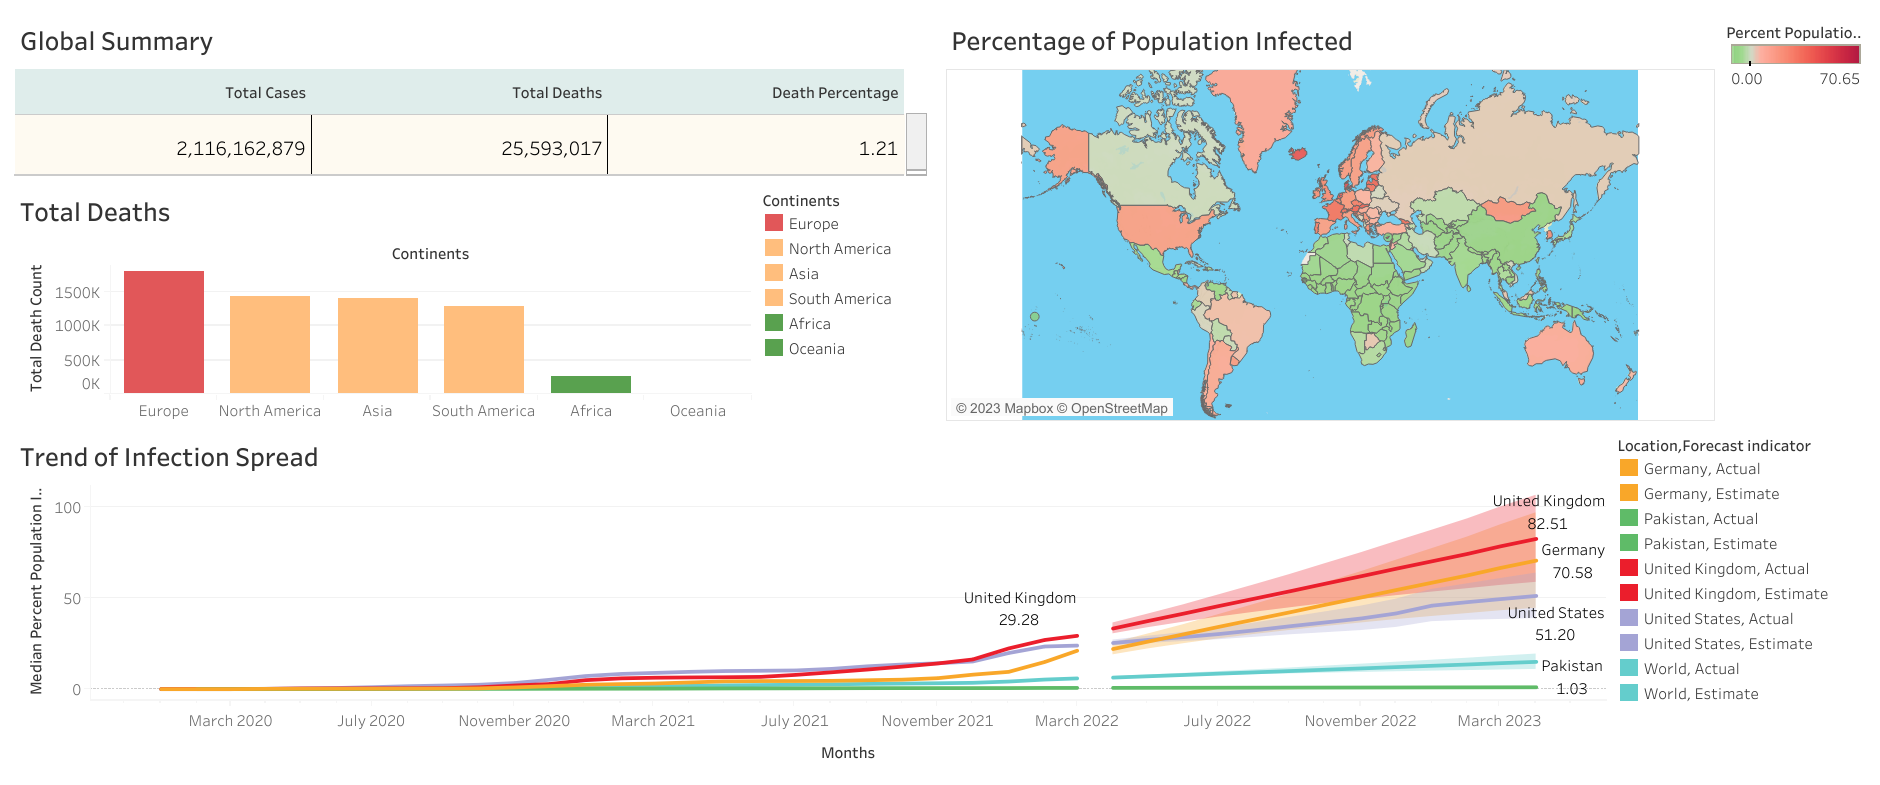 Global Summary
Total Cases Total Deaths Death Percentage
2,116,162,879 25,593,017 1.21
Total Deaths
Continents
Total Death Count
1500K
1000K
500K
0K
Europe North America Asia South America Africa Oceania
Continents
Europe
North America
Asia
South America
Africa
Oceania
Percentage of Population Infected
© 2023 Mapbox © OpenStreetMap
Percent Populatio..
0.00 70.65
Trend of Infection Spread
Median Percent Population I..
100
50
0
United Kingdom
29.28
United Kingdom
82.51
Germany
70.58
United States
51.20
Pakistan
1.03
March 2020 July 2020 November 2020 March 2021 July 2021 November 2021 March 2022 July 2022 November 2022 March 2023
Months
Location,Forecast indicator
Germany, Actual
Germany, Estimate
Pakistan, Actual
Pakistan, Estimate
United Kingdom, Actual
United Kingdom, Estimate
United States, Actual
United States, Estimate
World, Actual
World, Estimate